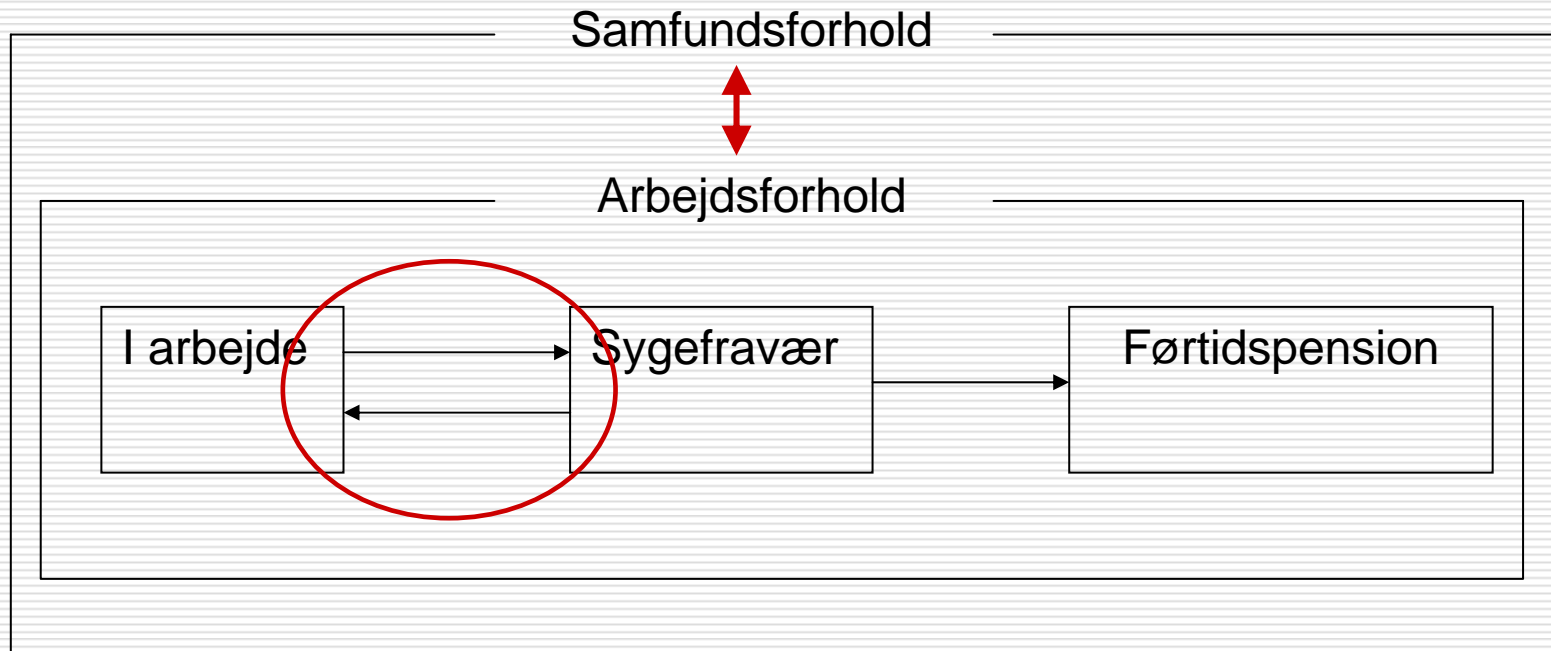 Samfundsforhold
Arbejdsforhold
I arbejde
Sygefravær
Førtidspension